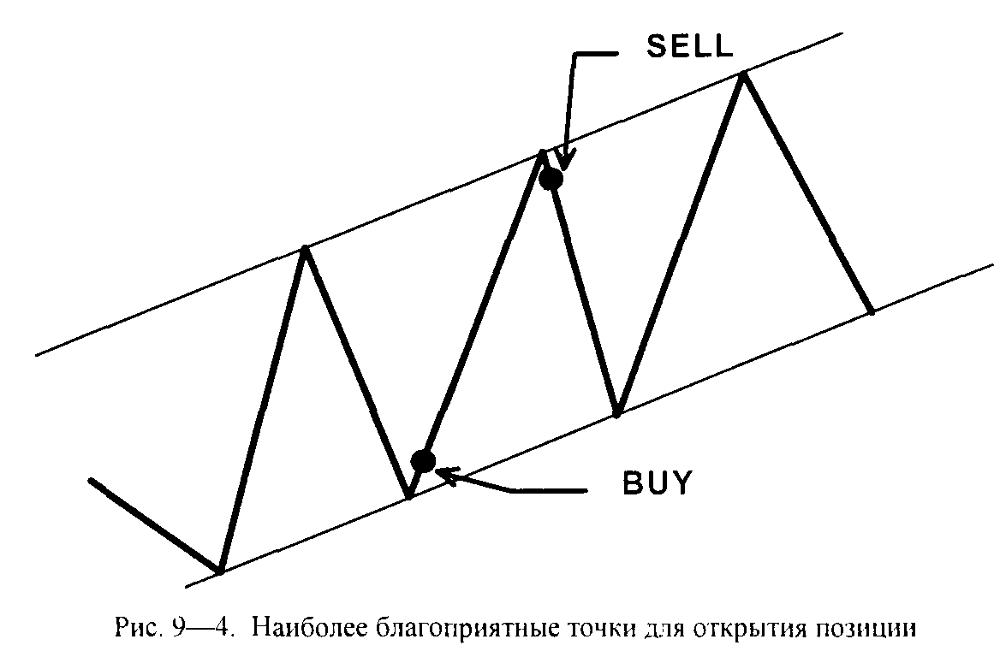 SELL
BUY
Рис. 9—4. Наиболее благоприятные точки для открытия позиции